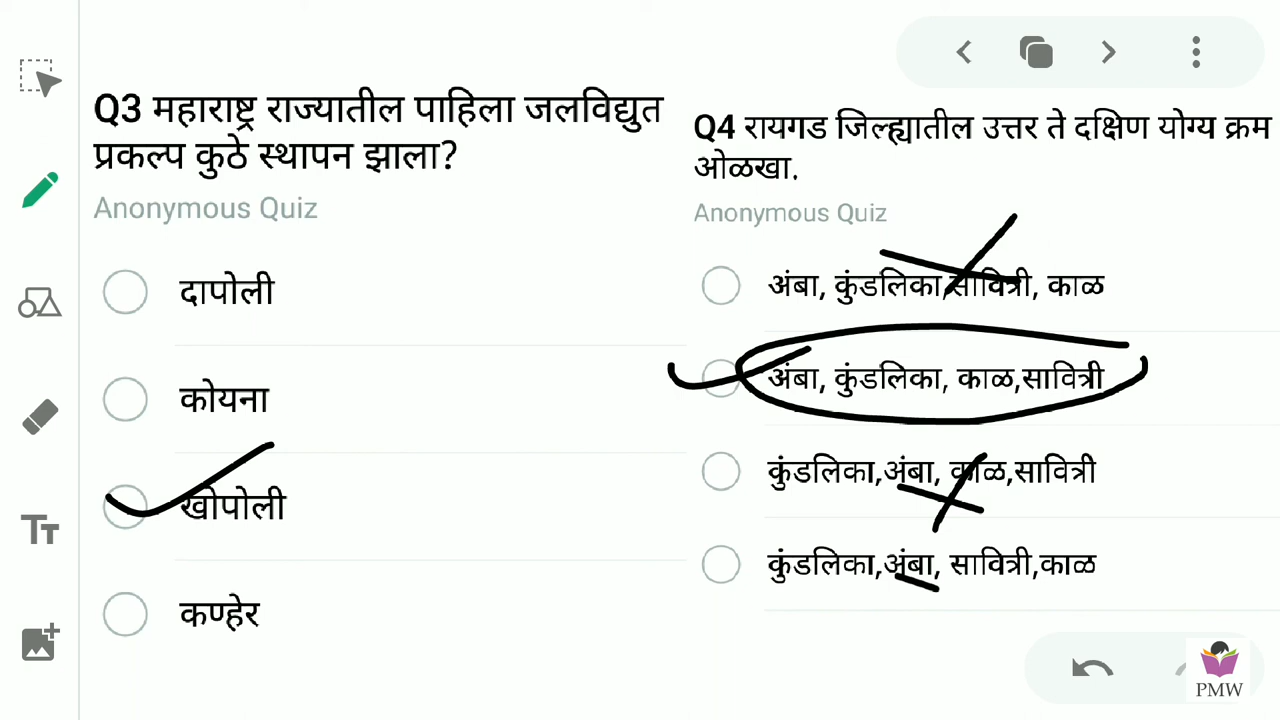 Q3 महाराष्ट्र राज्यातील पाहिला जलविद्युत
प्रकल्प कुठे स्थापन झाला?
Anonymous Quiz
दापोली
कोयना
खोपोली
कण्हेर
Q4 रायगड जिल्ह्यातील उत्तर ते दक्षिण योग्य क्रम
ओळखा.
Anonymous Quiz
अंबा, कुंडलिका,सावित्री, काळ
अंबा, कुंडलिका, काळ,सावित्री
कुंडलिका,अंबा, काळ,सावित्री
कुंडलिका,अंबा, सावित्री,काळ
TT
PMW